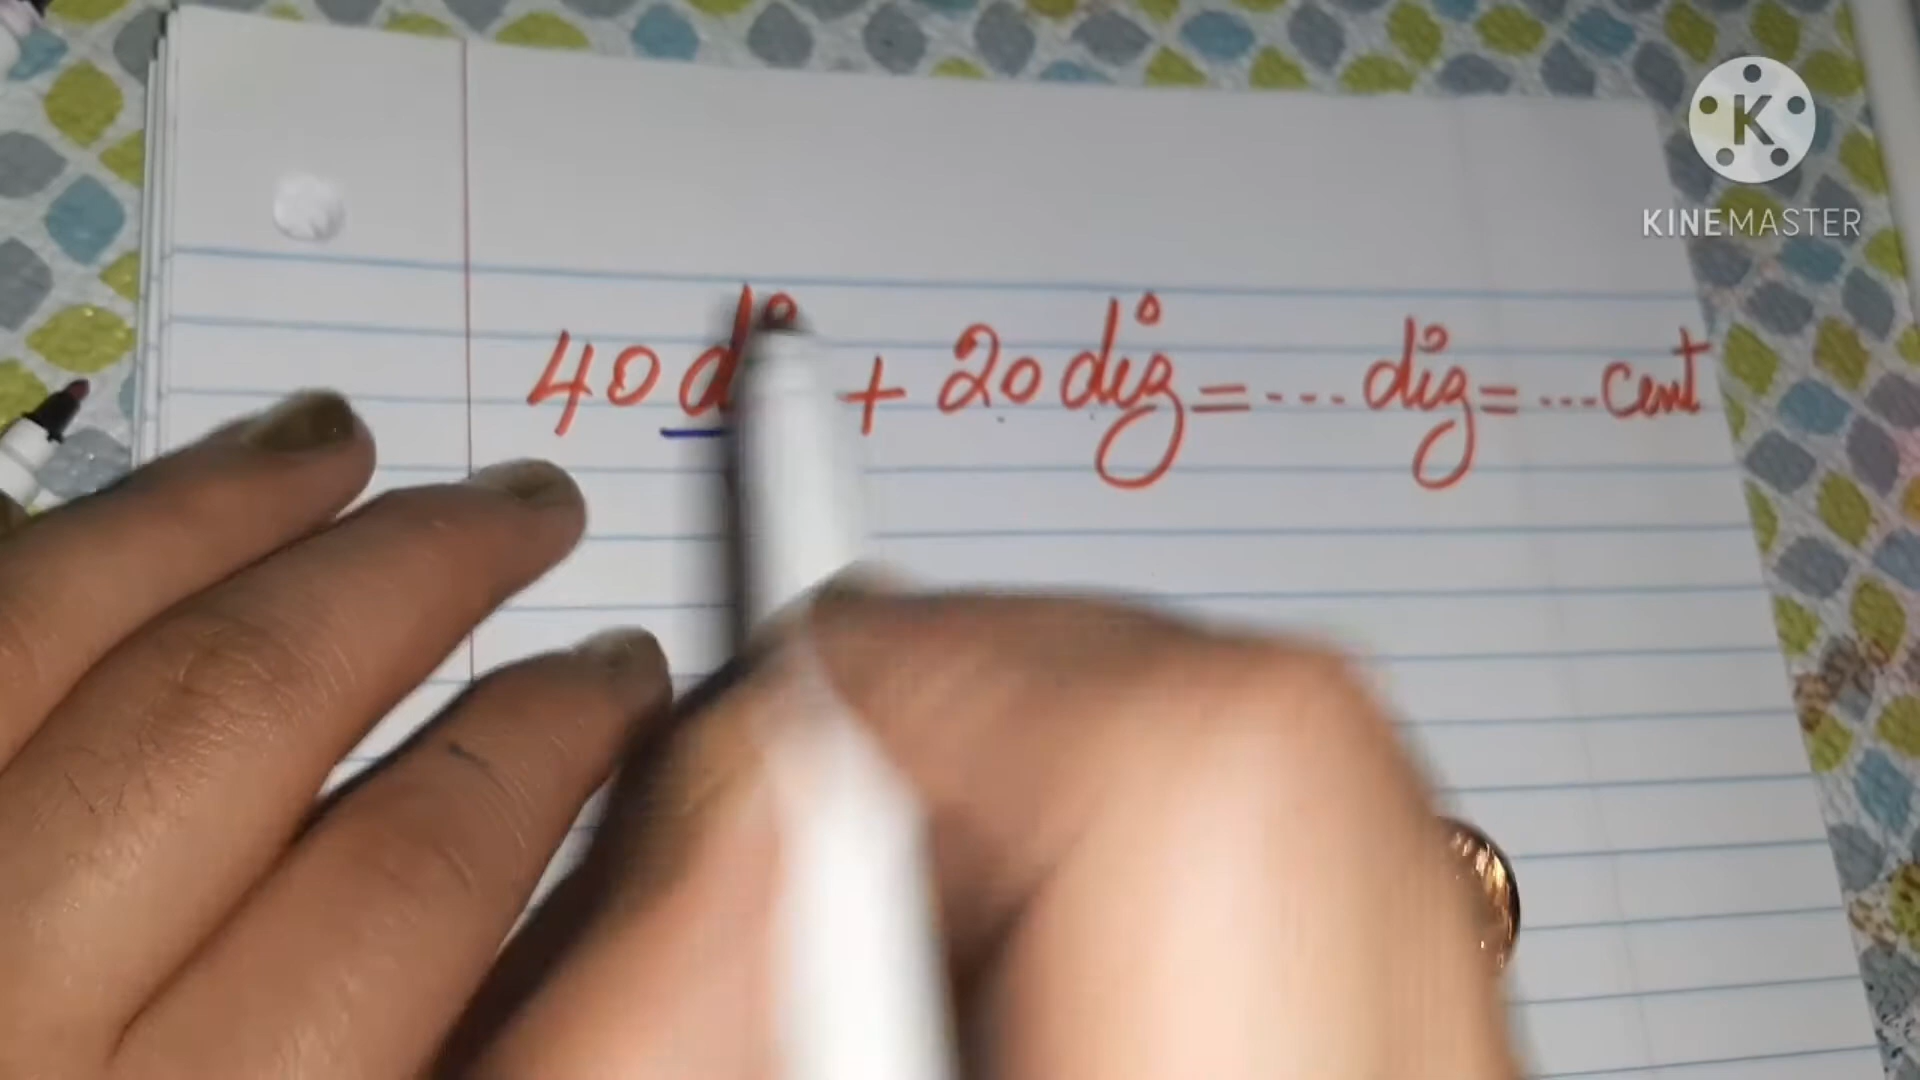 40 d + 20 diz = ... diz = ... cent
KINEMASTER